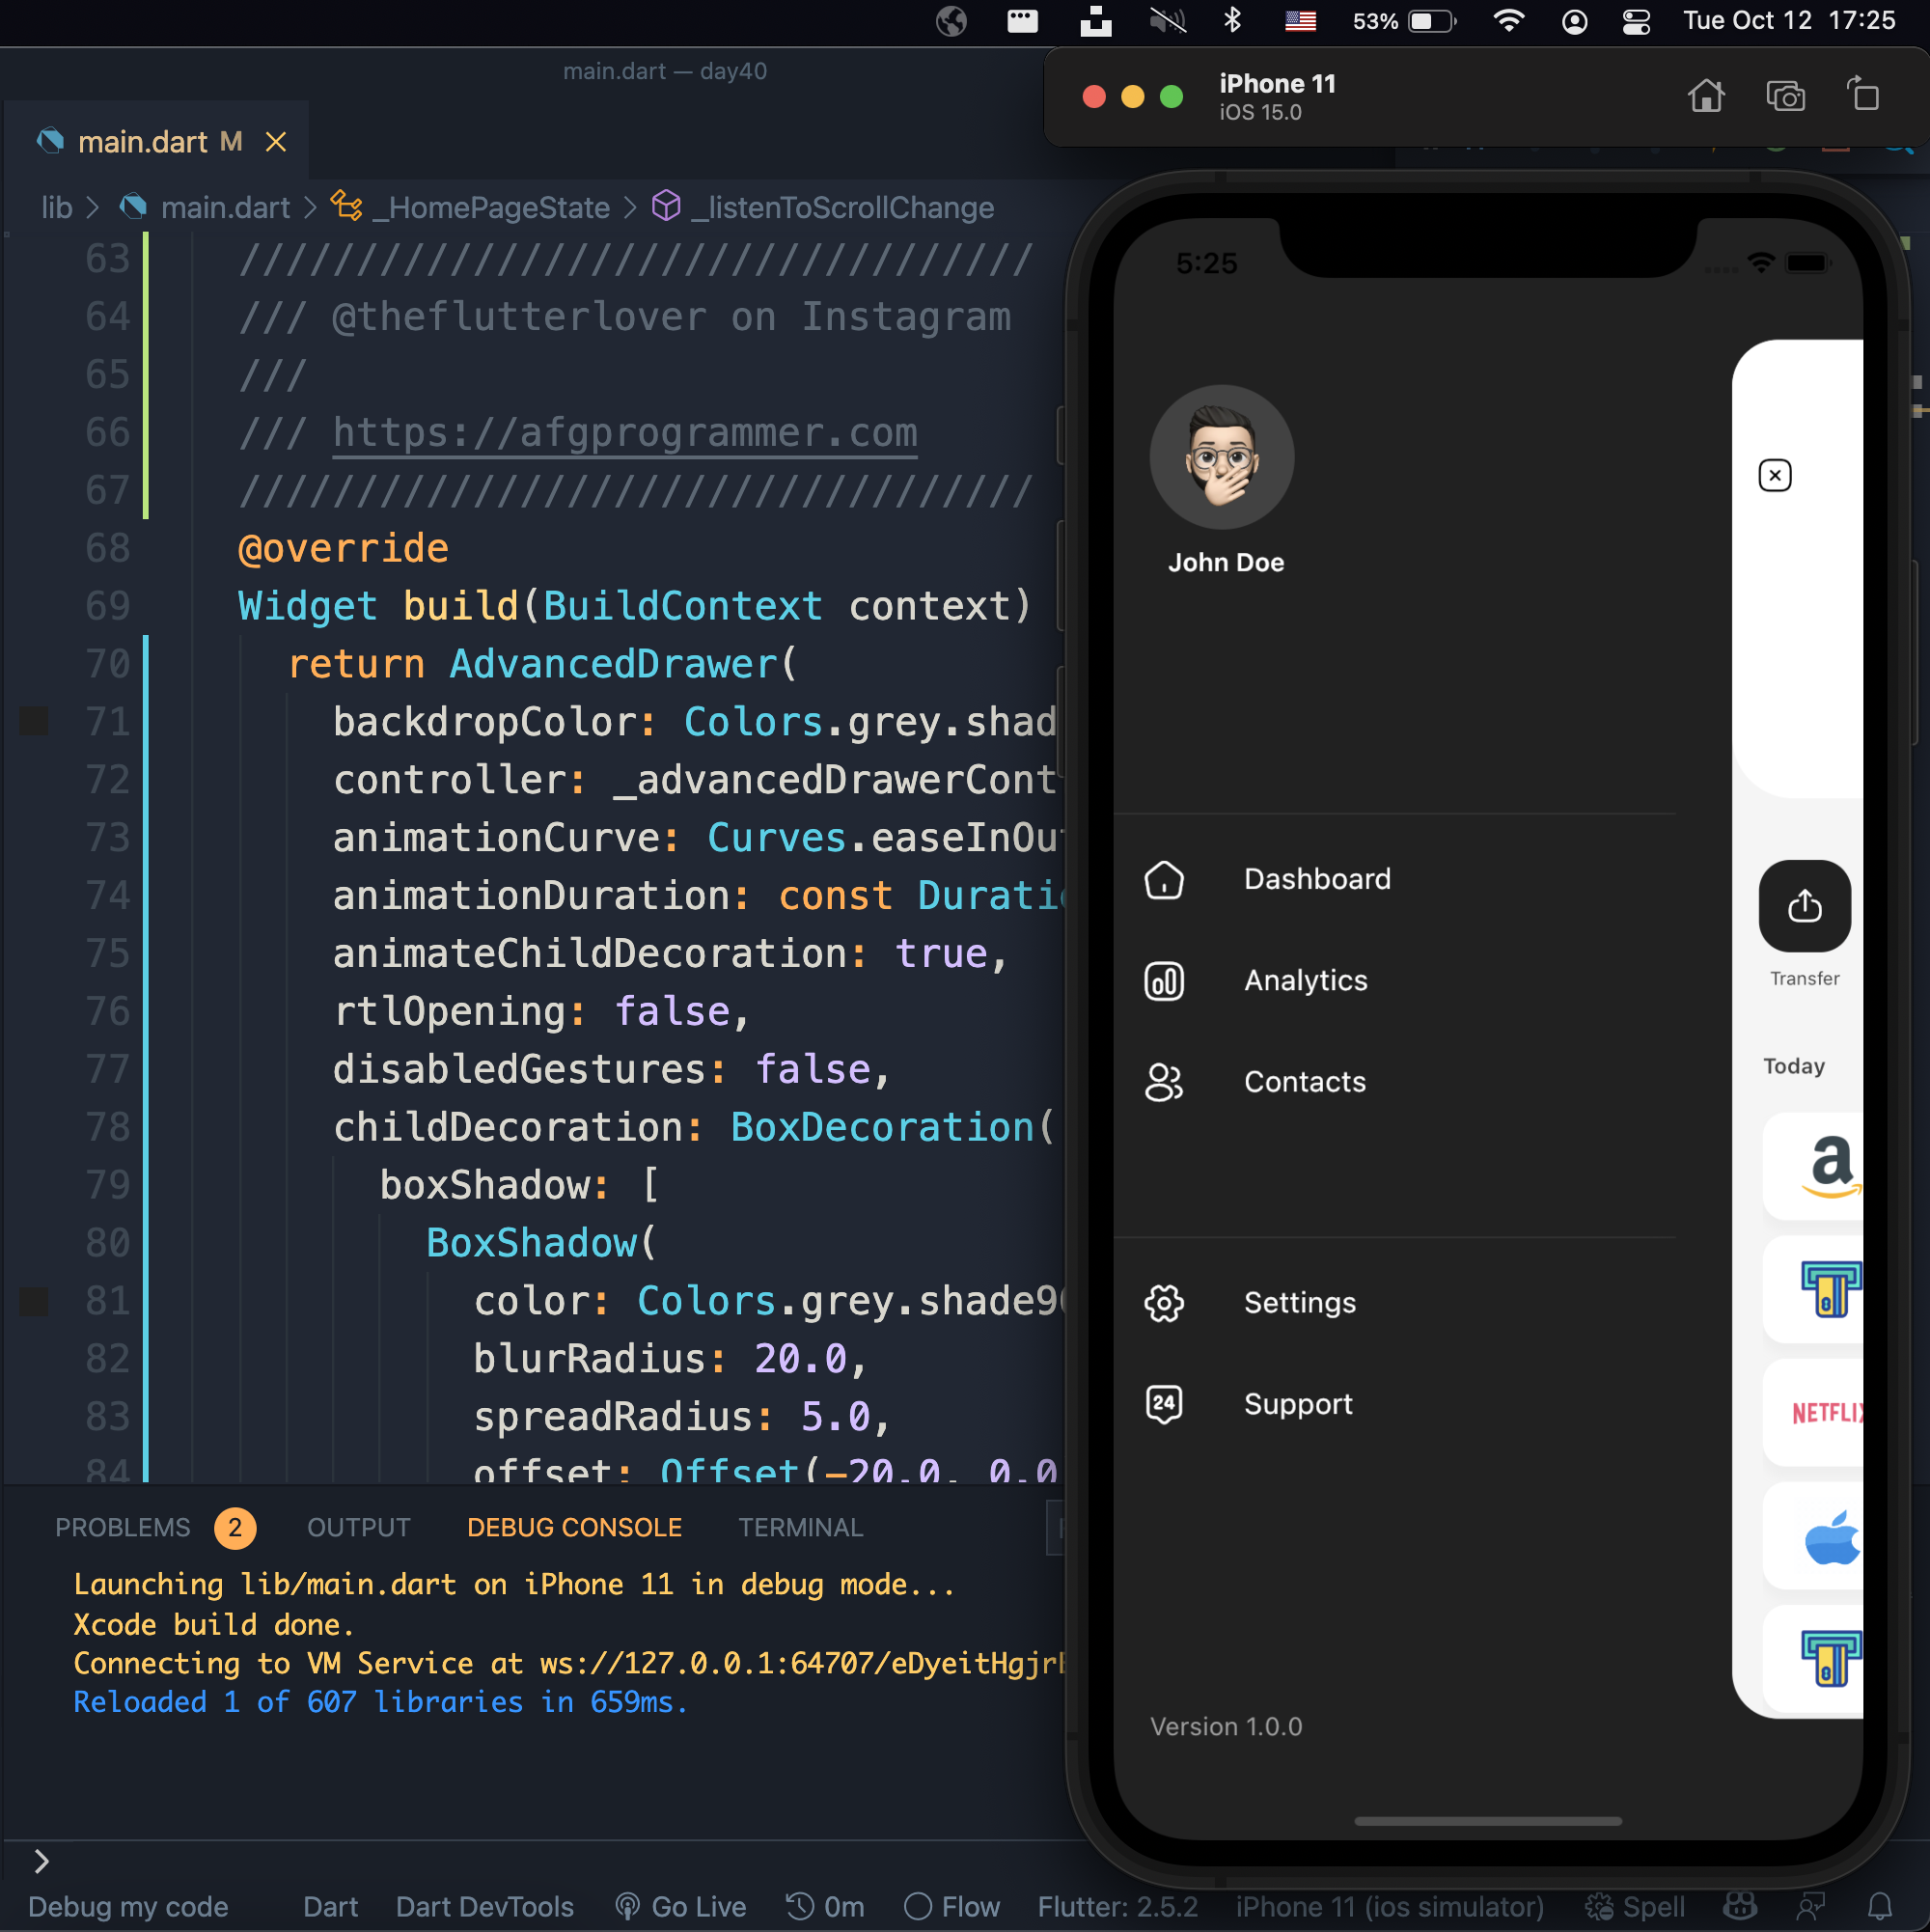 53% Tue Oct 12 17:25
main.dart — day40
iPhone 11
iOS 15.0
main.dart M
lib > main.dart > _HomePageState > _listenToScrollChange
63 //////////////////////////////////
64 /// @theflutterlover on Instagram
65 ///
66 /// https://afgprogrammer.com
67 //////////////////////////////////
68 @override
69 Widget build(BuildContext context)
70 return AdvancedDrawer(
71 backdropColor: Colors.grey.shad
72 controller: _advancedDrawerCont
73 animationCurve: Curves.easeInOu
74 animationDuration: const Durati
75 animateChildDecoration: true,
76 rtlOpening: false,
77 disabledGestures: false,
78 childDecoration: BoxDecoration(
79 boxShadow: [
80 BoxShadow(
81 color: Colors.grey.shade9
82 blurRadius: 20.0,
83 spreadRadius: 5.0,
84 offset: Offset(-20.0, 0.0
PROBLEMS 2 OUTPUT DEBUG CONSOLE TERMINAL
Launching lib/main.dart on iPhone 11 in debug mode...
Xcode build done.
Connecting to VM Service at ws://127.0.0.1:64707/eDyeitHgjr
Reloaded 1 of 607 libraries in 659ms.
Debug my code Dart Dart DevTools Go Live 0m Flow Flutter: 2.5.2 iPhone 11 (ios simulator) Spell
5:25
John Doe
Dashboard
Analytics
Contacts
Settings
24 Support
Version 1.0.0
Transfer
Today
a
8
NETFLIX
8